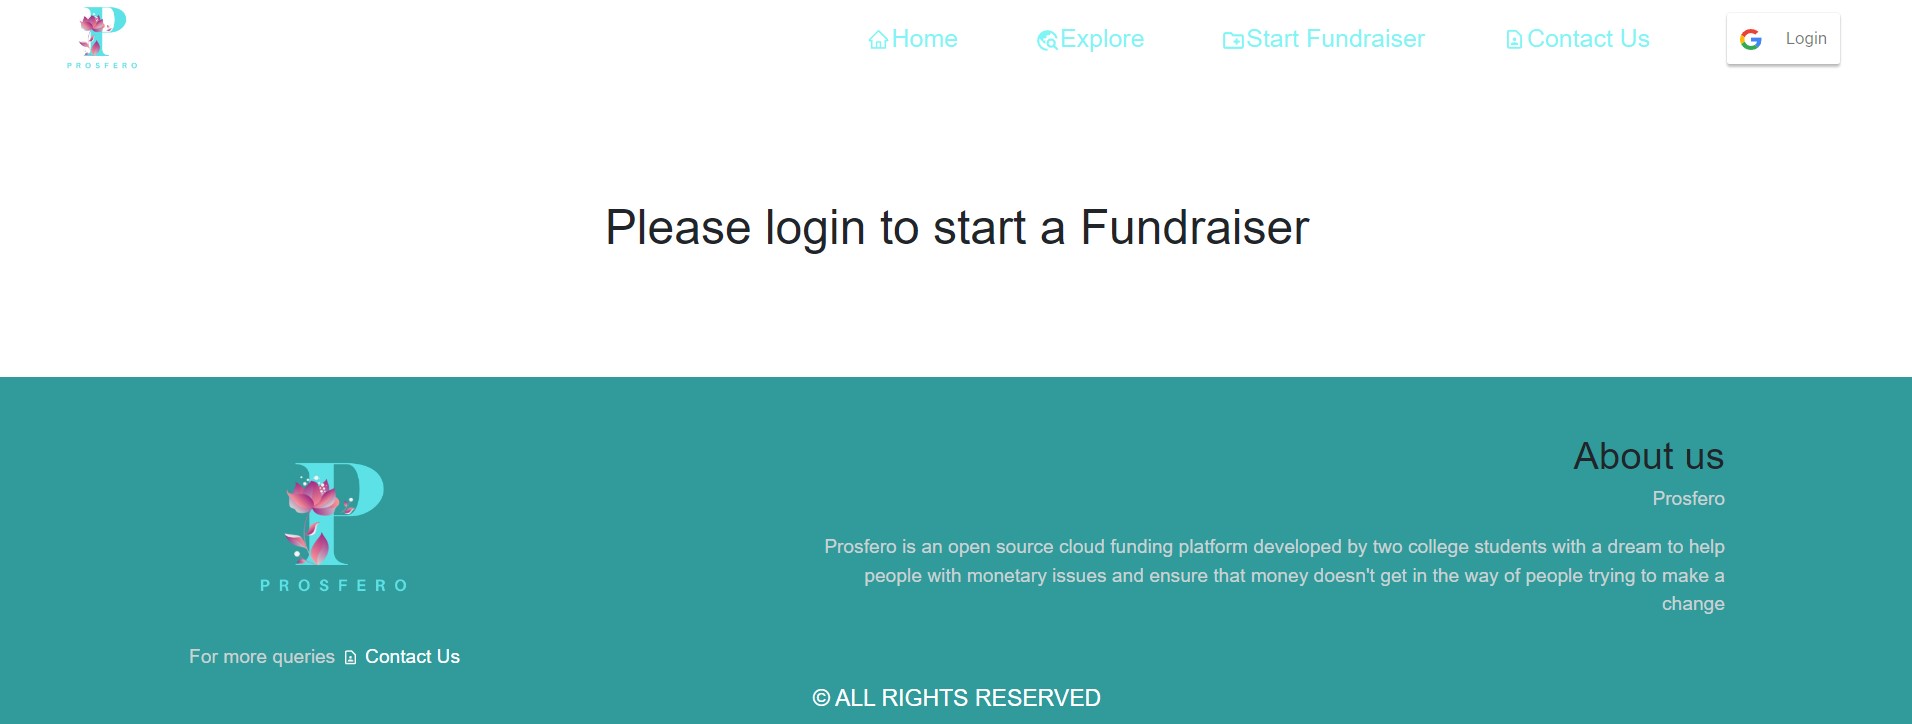 PROSFERO
Home Explore Start Fundraiser Contact Us Login
Please login to start a Fundraiser
About us
Prosfero
Prosfero is an open source cloud funding platform developed by two college students with a dream to help
people with monetary issues and ensure that money doesn't get in the way of people trying to make a
change
PROSFERO
For more queries Contact Us
© ALL RIGHTS RESERVED